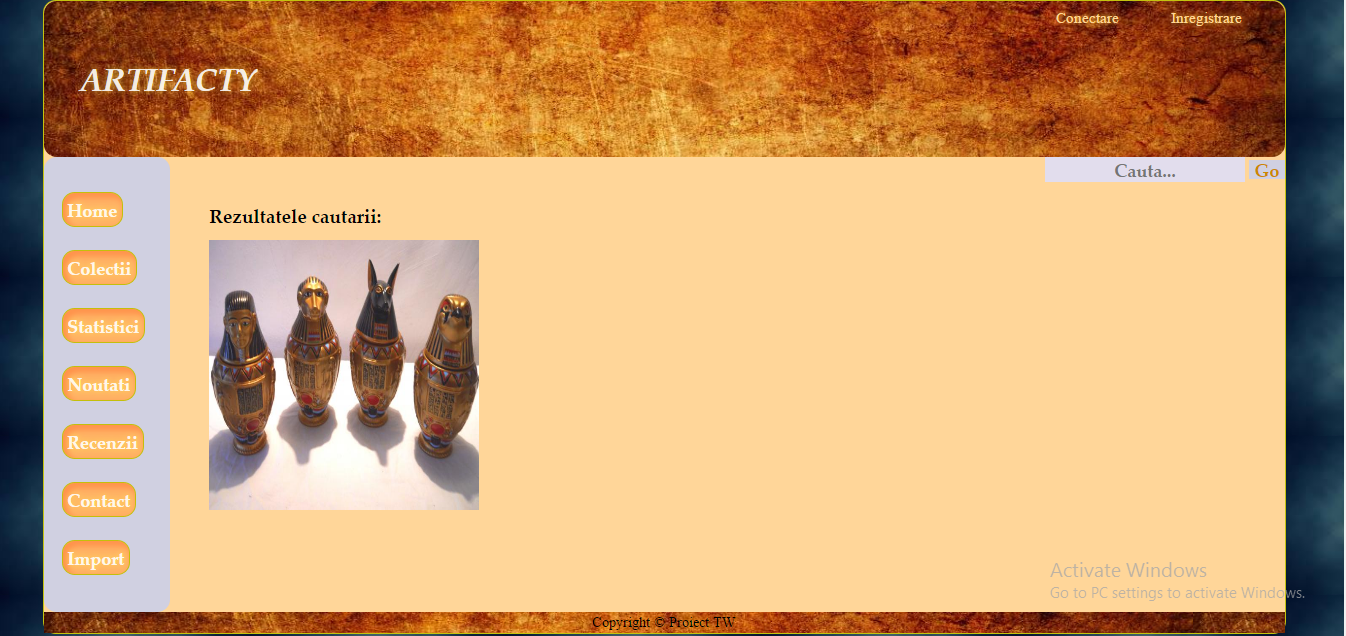 Conectare Inregistrare
ARTIFACTY
Cauta... Go
Home
Colectii
Statistici
Noutati
Recenzii
Contact
Import
Rezultatele cautarii:
Activate Windows
Go to PC settings to activate Windows.
Copyright © Proiect TW